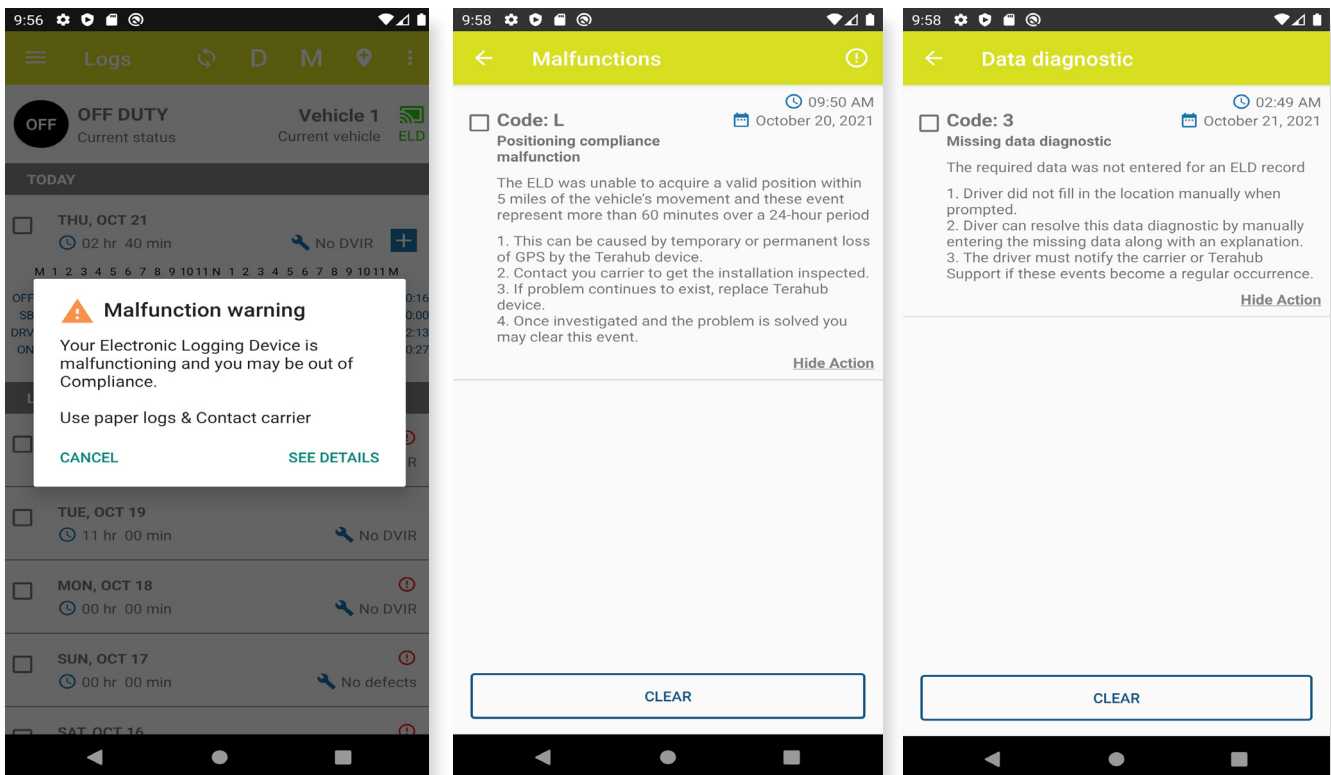 9:56
Logs
D
M
OFF
OFF DUTY
Current status
Vehicle 1
Current vehicle
ELD
TODAY
THU, OCT 21
02 hr 40 min
No DVIR
M 1 2 3 4 5 6 7 8 9 10 11 N 1 2 3 4 5 6 7 8 9 10 11 M
OFF
0:16
SB
0:00
DRV
2:13
ON
0:27
Malfunction warning
Your Electronic Logging Device is
malfunctioning and you may be out of
Compliance.
Use paper logs & Contact carrier
CANCEL
SEE DETAILS
L
R
TUE, OCT 19
11 hr 00 min
No DVIR
MON, OCT 18
00 hr 00 min
No DVIR
SUN, OCT 17
00 hr 00 min
No defects
SAT, OCT 16
9:58
Malfunctions
09:50 AM
Code: L
October 20, 2021
Positioning compliance
malfunction
The ELD was unable to acquire a valid position within
5 miles of the vehicle's movement and these event
represent more than 60 minutes over a 24-hour period
1. This can be caused by temporary or permanent loss
of GPS by the Terahub device.
2. Contact you carrier to get the installation inspected.
3. If problem continues to exist, replace Terahub
device.
4. Once investigated and the problem is solved you
may clear this event.
Hide Action
CLEAR
9:58
Data diagnostic
02:49 AM
Code: 3
October 21, 2021
Missing data diagnostic
The required data was not entered for an ELD record
1. Driver did not fill in the location manually when
prompted.
2. Diver can resolve this data diagnostic by manually
entering the missing data along with an explanation.
3. The driver must notify the carrier or Terahub
Support if these events become a regular occurrence.
Hide Action
CLEAR